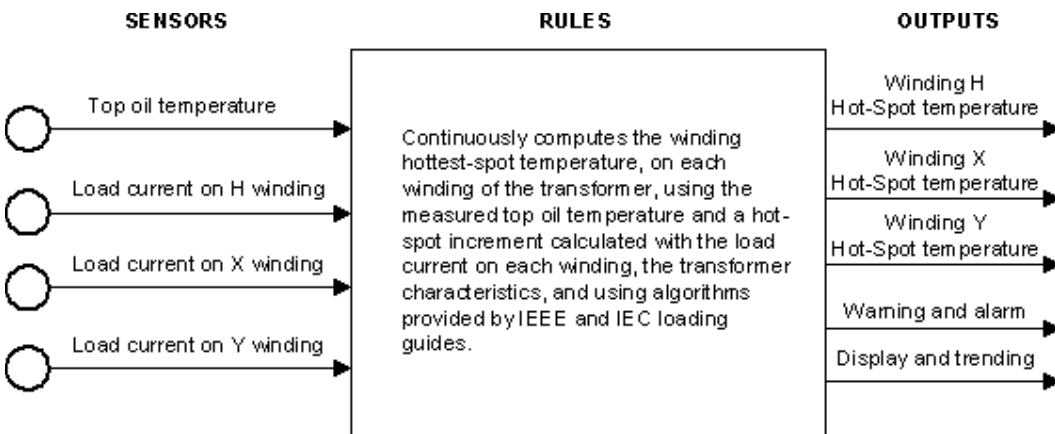 SENSORS
RULES
OUTPUTS
Top oil temperature
Load current on H winding
Load current on X winding
Load current on Y winding
Continuously computes the winding
hottest-spot temperature, on each
winding of the transformer, using the
measured top oil temperature and a hot-
spot increment calculated with the load
current on each winding, the transformer
characteristics, and using algorithms
provided by IEEE and IEC loading
guides.
Winding H
Hot-Spot temperature
Winding X
Hot-Spot temperature
Winding Y
Hot-Spot temperature
Warning and alarm
Display and trending